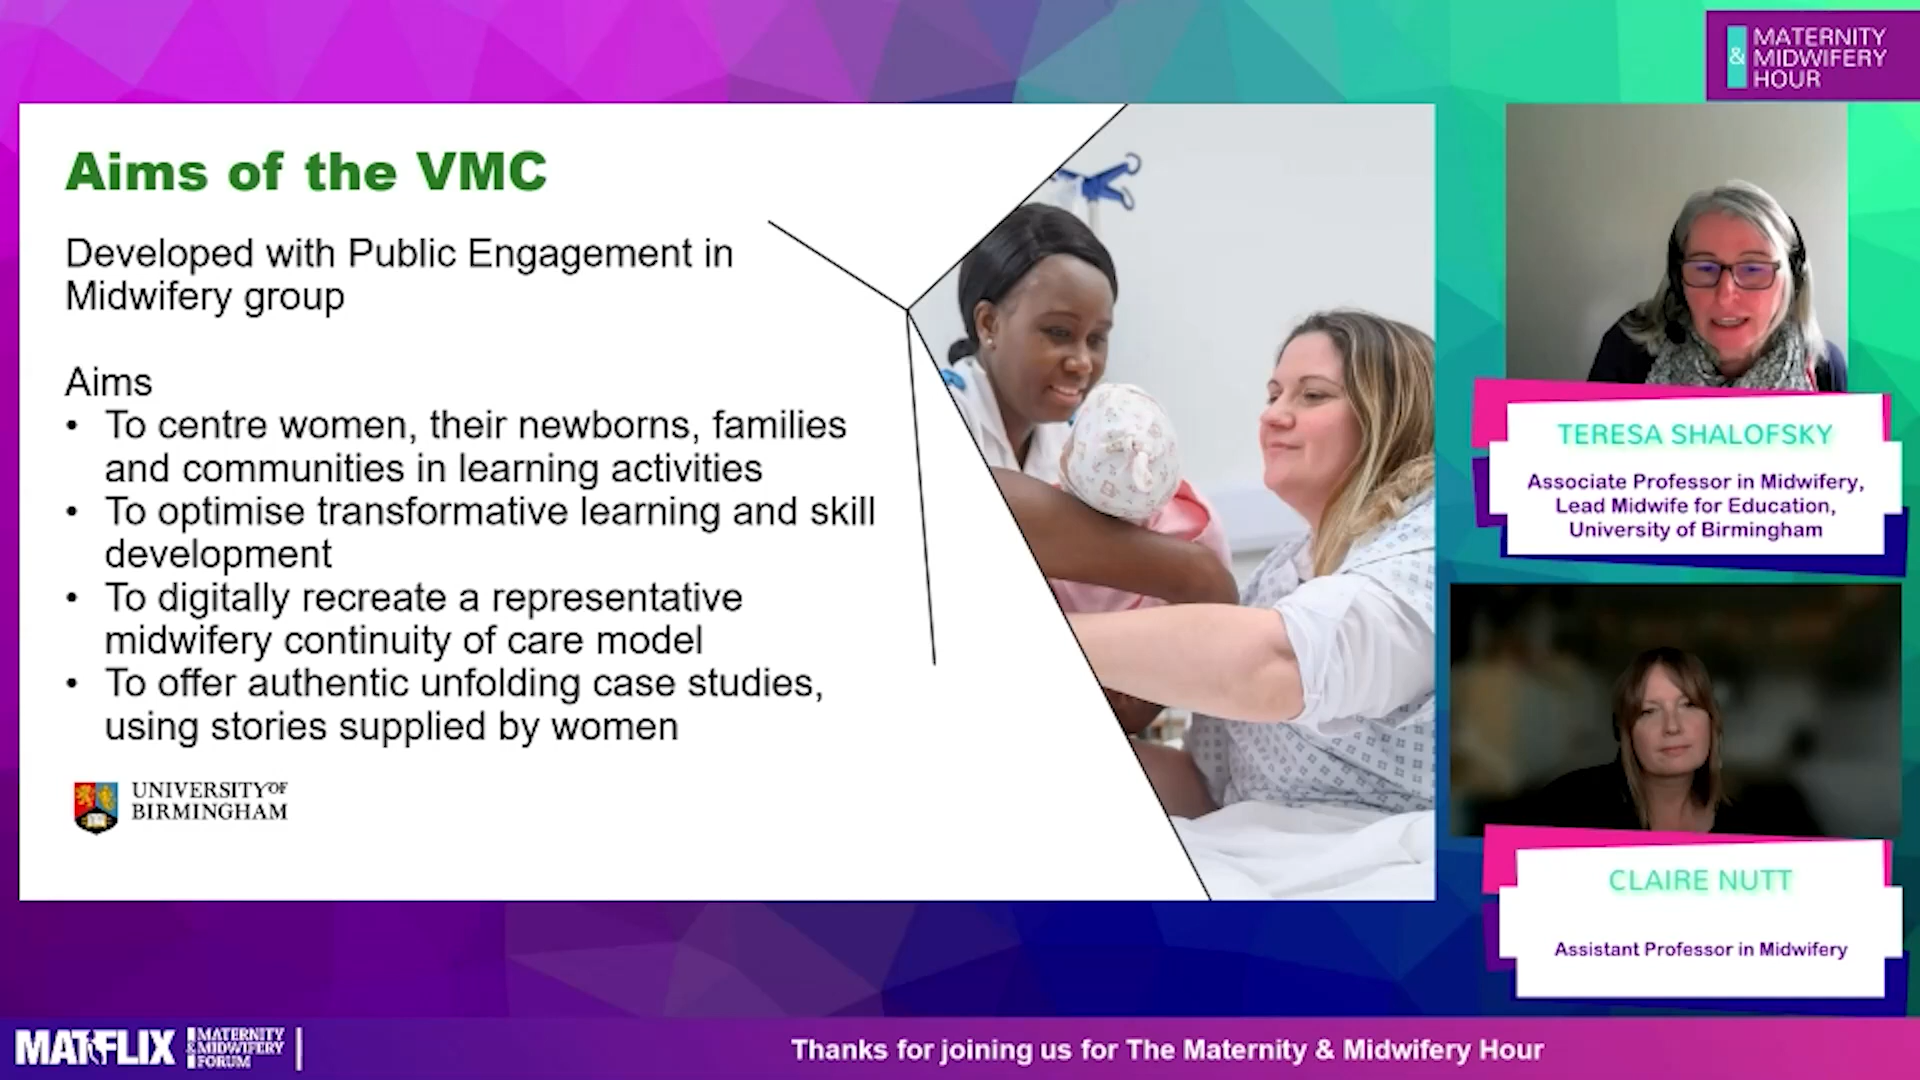 MATERNITY
&
MIDWIFERY
HOUR
Aims of the VMC
Developed with Public Engagement in
Midwifery group
Aims
• To centre women, their newborns, families
and communities in learning activities
• To optimise transformative learning and skill
development
• To digitally recreate a representative
midwifery continuity of care model
• To offer authentic unfolding case studies,
using stories supplied by women
UNIVERSITY OF
BIRMINGHAM
TERESA SHALOFSKY
Associate Professor in Midwifery,
Lead Midwife for Education,
University of Birmingham
CLAIRE NUTT
Assistant Professor in Midwifery
MATFLIX
MATERNITY
& MIDWIFERY
FORUM
Thanks for joining us for The Maternity & Midwifery Hour